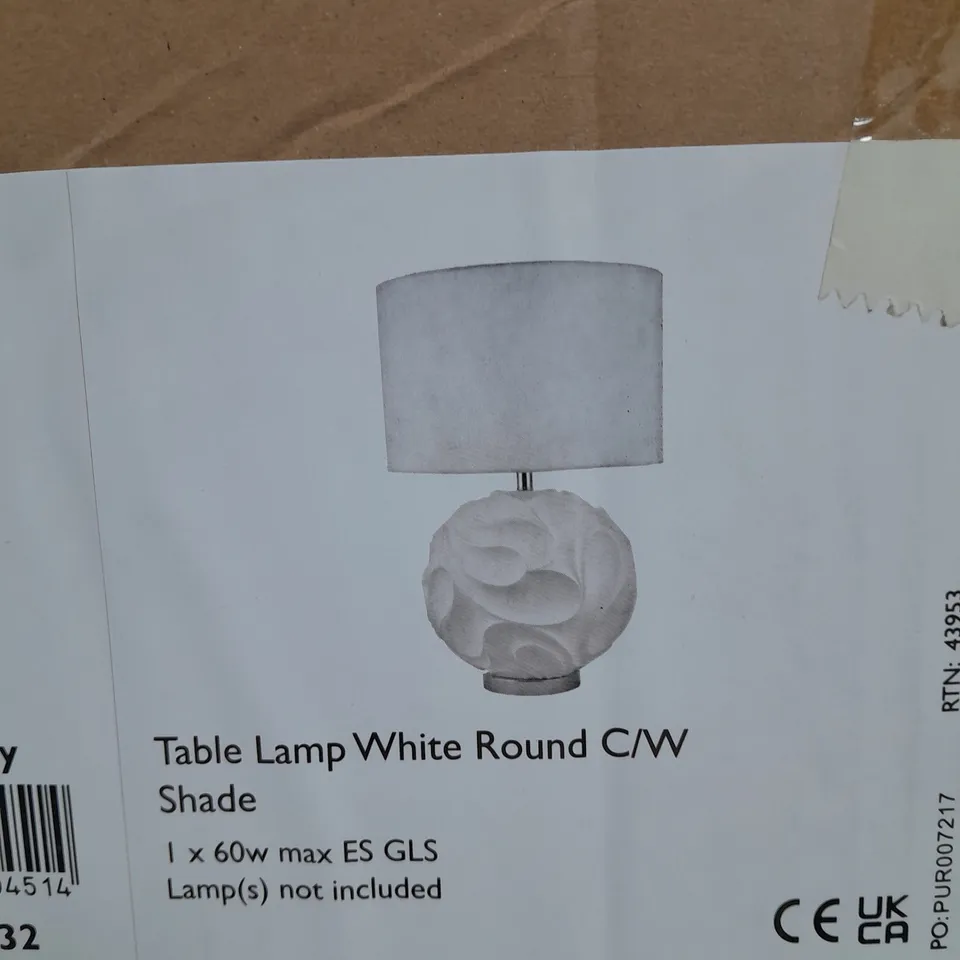 Table Lamp White Round C/W
Shade
1 x 60w max ES GLS
Lamp(s) not included
y
4514
32
CE UK
CA
PO: PUR007217
RTN: 43953